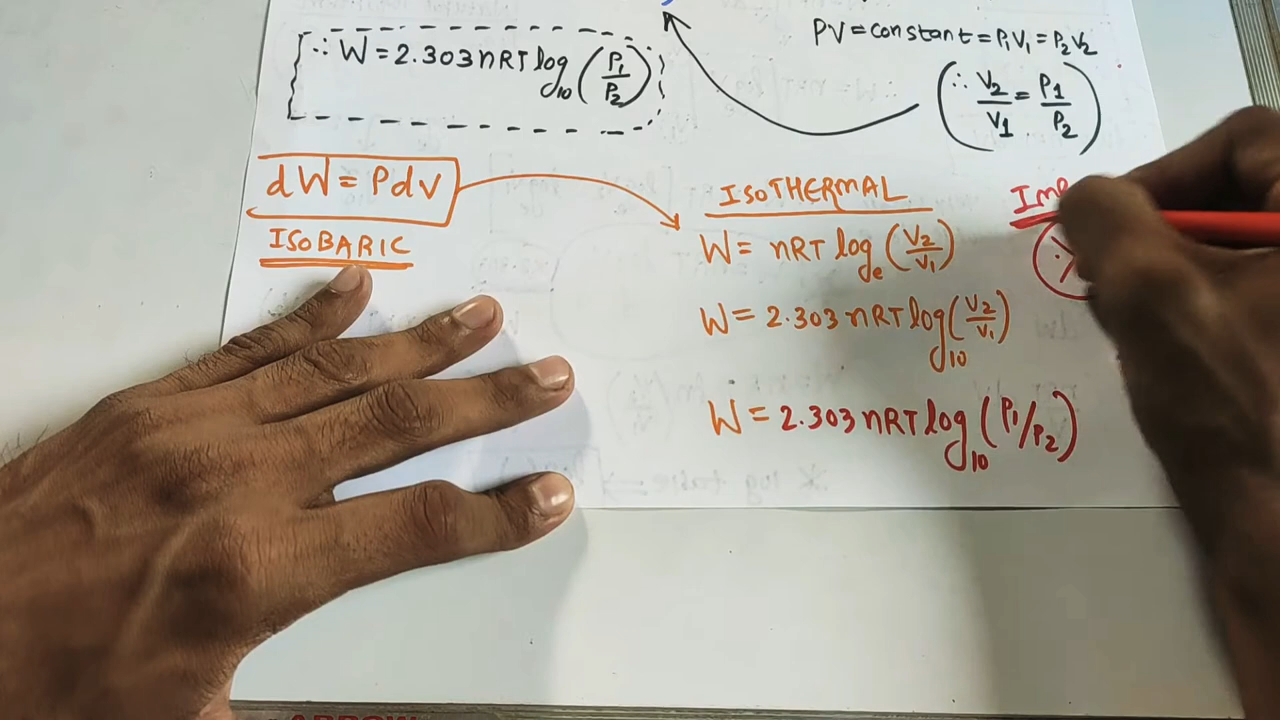 ∴ W = 2.303 nRT log₁₀ (P₁/P₂)
PV = constant = P₁V₁ = P₂V₂
(∴ V₂/V₁ = P₁/P₂)
dW = PdV
ISOBARIC
ISOTHERMAL
W = nRT logₑ (V₂/V₁)
W = 2.303 nRT log₁₀ (V₂/V₁)
W = 2.303 nRT log₁₀ (P₁/P₂)